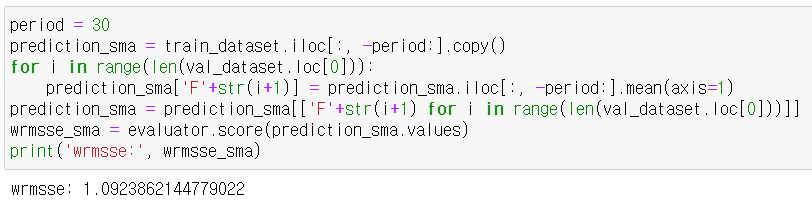 period = 30
prediction_sma = train_dataset.iloc[:, -period:].copy()
for i in range(len(val_dataset.loc[0])):
    prediction_sma['F'+str(i+1)] = prediction_sma.iloc[:, -period:].mean(axis=1)
prediction_sma = prediction_sma[['F'+str(i+1) for i in range(len(val_dataset.loc[0]))]]
wrmsse_sma = evaluator.score(prediction_sma.values)
print('wrmsse:', wrmsse_sma)
wrmsse: 1.0923862144779022